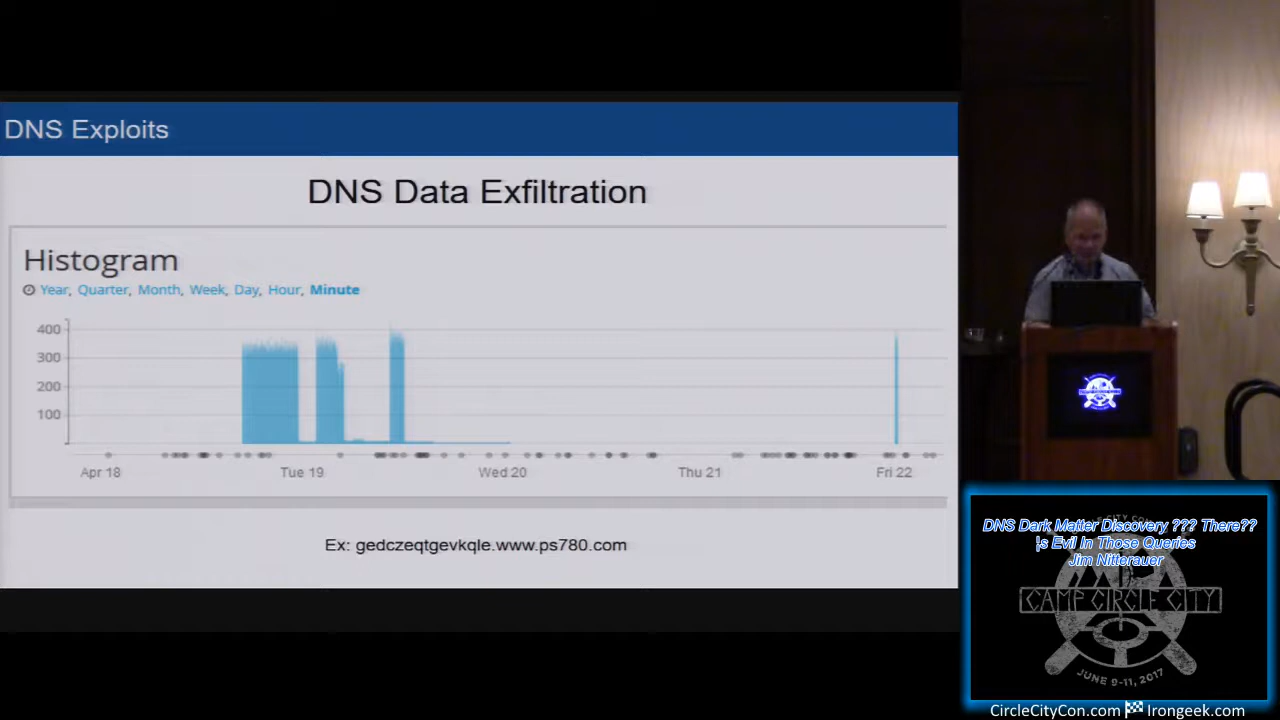 DNS Exploits
DNS Data Exfiltration
Histogram
Year, Quarter, Month, Week, Day, Hour, Minute
400
300
200
100
Apr 18
Tue 19
Wed 20
Thu 21
Fri 22
Ex: gedczeqtgevkqle.www.ps780.com
DNS Dark Matter Discovery ??? There??
s Evil In Those Queries
Jim Nitterauer
CAMP CIRCLE CITY
JUNE 9-11, 2017
CircleCityCon.com Irongeek.com